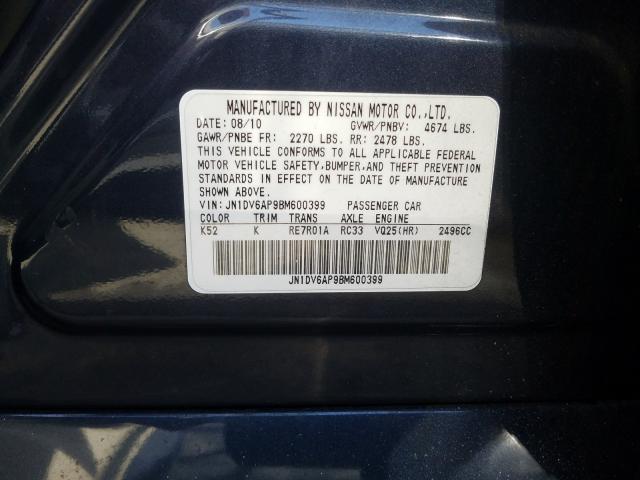 MANUFACTURED BY NISSAN MOTOR CO.,LTD.
DATE: 08/10 GVWR/PNBV: 4674 LBS.
GAWR/PNBE FR: 2270 LBS. RR: 2478 LBS.
THIS VEHICLE CONFORMS TO ALL APPLICABLE FEDERAL
MOTOR VEHICLE SAFETY,BUMPER,AND THEFT PREVENTION
STANDARDS IN EFFECT ON THE DATE OF MANUFACTURE
SHOWN ABOVE.
VIN: JN1DV6AP9BM600399 PASSENGER CAR
COLOR TRIM TRANS AXLE ENGINE
K52 K RE7R01A RC33 VQ25(HR) 2496CC
JN1DV6AP9BM600399